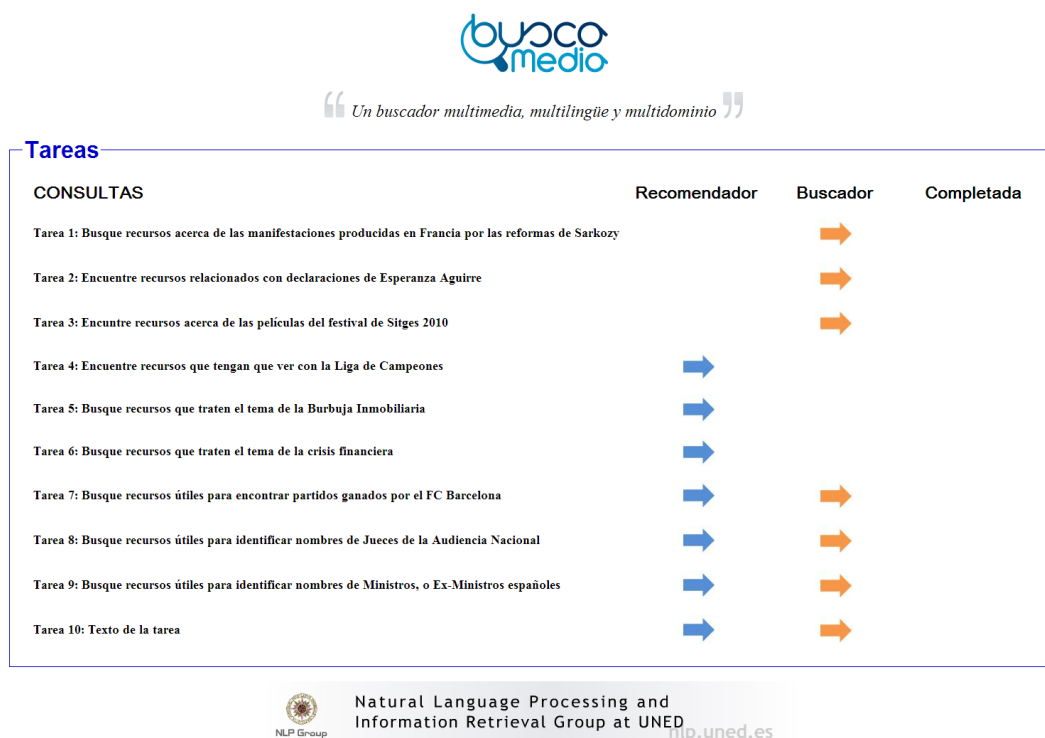 busca
media
“ Un buscador multimedia, multilingüe y multidominio ”
Tareas
CONSULTAS Recomendador Buscador Completada
Tarea 1: Busque recursos acerca de las manifestaciones producidas en Francia por las reformas de Sarkozy
Tarea 2: Encuentre recursos relacionados con declaraciones de Esperanza Aguirre
Tarea 3: Encuntre recursos acerca de las películas del festival de Sitges 2010
Tarea 4: Encuentre recursos que tengan que ver con la Liga de Campeones
Tarea 5: Busque recursos que traten el tema de la Burbuja Inmobiliaria
Tarea 6: Busque recursos que traten el tema de la crisis financiera
Tarea 7: Busque recursos útiles para encontrar partidos ganados por el FC Barcelona
Tarea 8: Busque recursos útiles para identificar nombres de Jueces de la Audiencia Nacional
Tarea 9: Busque recursos útiles para identificar nombres de Ministros, o Ex-Ministros españoles
Tarea 10: Texto de la tarea
Natural Language Processing and
Information Retrieval Group at UNED
NLP Group
nlp.uned.es